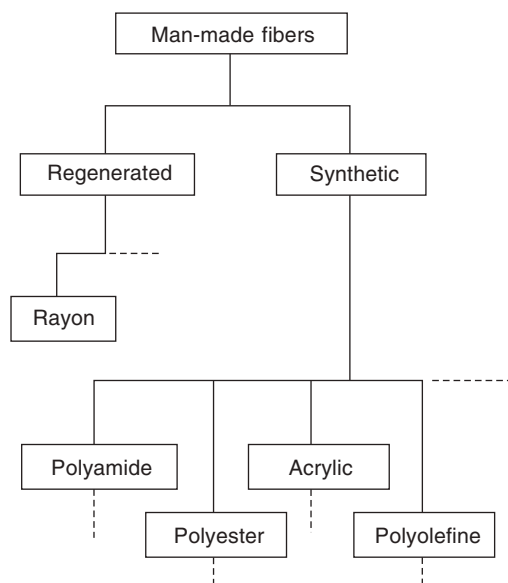 Man-made fibers
Regenerated
Synthetic
Rayon
Polyamide
Acrylic
Polyester
Polyolefine